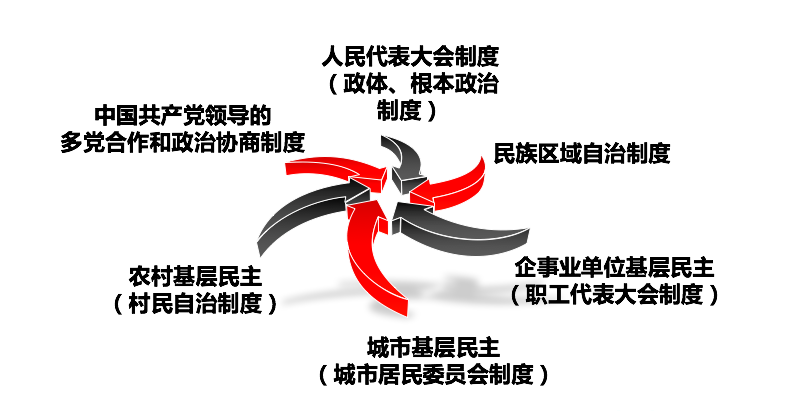 人民代表大会制度
（政体、根本政治
制度）
中国共产党领导的
多党合作和政治协商制度
民族区域自治制度
农村基层民主
（村民自治制度）
企事业单位基层民主
（职工代表大会制度）
城市基层民主
（城市居民委员会制度）